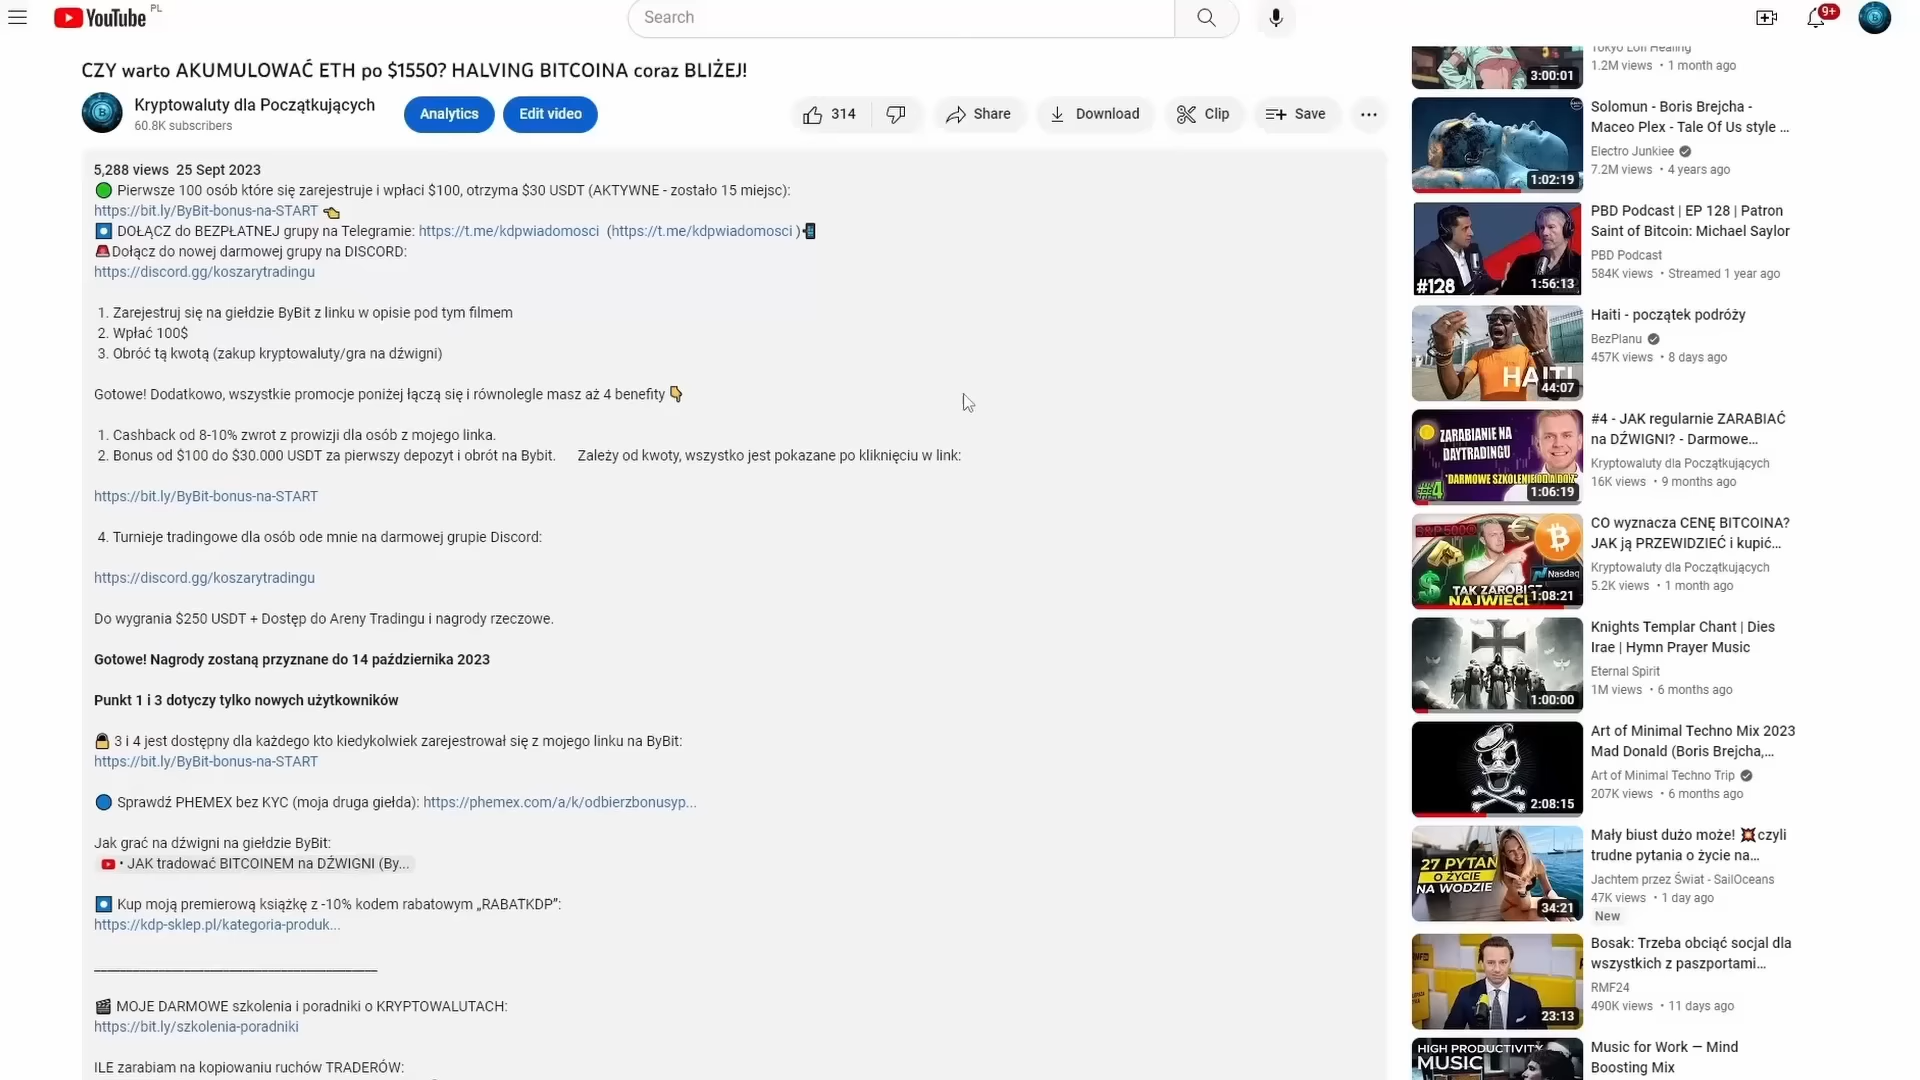 YouTube PL
Search
9+
CZY warto AKUMULOWAĆ ETH po $1550? HALVING BITCOINA coraz BLIŻEJ!
Kryptowaluty dla Początkujących
60.8K subscribers
Analytics
Edit video
314
Share
Download
Clip
Save
5,288 views 25 Sept 2023
Pierwsze 100 osób które się zarejestruje i wpłaci $100, otrzyma $30 USDT (AKTYWNE - zostało 15 miejsc):
https://bit.ly/ByBit-bonus-na-START
DOŁĄCZ do BEZPŁATNEJ grupy na Telegramie: https://t.me/kdpwiadomosci (https://t.me/kdpwiadomosci )
Dołącz do nowej darmowej grupy na DISCORD:
https://discord.gg/koszarytradingu
1. Zarejestruj się na giełdzie ByBit z linku w opisie pod tym filmem
2. Wpłać 100$
3. Obróć tą kwotą (zakup kryptowaluty/gra na dźwigni)
Gotowe! Dodatkowo, wszystkie promocje poniżej łączą się i równolegle masz aż 4 benefity
1. Cashback od 8-10% zwrot z prowizji dla osób z mojego linka.
2. Bonus od $100 do $30.000 USDT za pierwszy depozyt i obrót na Bybit. Zależy od kwoty, wszystko jest pokazane po kliknięciu w link:
https://bit.ly/ByBit-bonus-na-START
4. Turnieje tradingowe dla osób ode mnie na darmowej grupie Discord:
https://discord.gg/koszarytradingu
Do wygrania $250 USDT + Dostęp do Areny Tradingu i nagrody rzeczowe.
Gotowe! Nagrody zostaną przyznane do 14 października 2023
Punkt 1 i 3 dotyczy tylko nowych użytkowników
3 i 4 jest dostępny dla każdego kto kiedykolwiek zarejestrował się z mojego linku na ByBit:
https://bit.ly/ByBit-bonus-na-START
Sprawdź PHEMEX bez KYC (moja druga giełda): https://phemex.com/a/k/odbierzbonusyp...
Jak grać na dźwigni na giełdzie ByBit:
• JAK tradować BITCOINEM na DŹWIGNI (By...
Kup moją premierową książkę z -10% kodem rabatowym „RABATKDP”:
https://kdp-sklep.pl/kategoria-produk...
MOJE DARMOWE szkolenia i poradniki o KRYPTOWALUTACH:
https://bit.ly/szkolenia-poradniki
ILE zarabiam na kopiowaniu ruchów TRADERÓW:
Tokyo Lofi Healing
1.2M views • 1 month ago
3:00:01
Solomun - Boris Brejcha -
Maceo Plex - Tale Of Us style ...
Electro Junkiee
7.2M views • 4 years ago
1:02:19
PBD Podcast | EP 128 | Patron
Saint of Bitcoin: Michael Saylor
PBD Podcast
584K views • Streamed 1 year ago
#128
1:56:13
Haiti - początek podróży
BezPlanu
457K views • 8 days ago
HAITI
44:07
#4 - JAK regularnie ZARABIAĆ
na DŹWIGNI? - Darmowe...
Kryptowaluty dla Początkujących
16K views • 9 months ago
ZARABIANIE NA
DAYTRADINGU
"DARMOWE SZKOLENIE OD A DO Z"
#4
1:06:19
CO wyznacza CENĘ BITCOINA?
JAK ją PRZEWIDZIEĆ i kupić...
Kryptowaluty dla Początkujących
5.2K views • 1 month ago
S&P 500
Nasdaq
TAK ZAROBISZ
NAJWIĘCEJ
1:08:21
Knights Templar Chant | Dies
Irae | Hymn Prayer Music
Eternal Spirit
1M views • 6 months ago
1:00:00
Art of Minimal Techno Mix 2023
Mad Donald (Boris Brejcha,...
Art of Minimal Techno Trip
207K views • 6 months ago
2:08:15
Mały biust dużo może! czyli
trudne pytania o życie na...
Jachtem przez Świat - SailOceans
47K views • 1 day ago
New
27 PYTAŃ
O ŻYCIE
NA WODZIE
34:21
Bosak: Trzeba obciąć socjal dla
wszystkich z paszportami...
RMF24
490K views • 11 days ago
23:13
Music for Work — Mind
Boosting Mix
HIGH PRODUCTIVITY
MUSIC